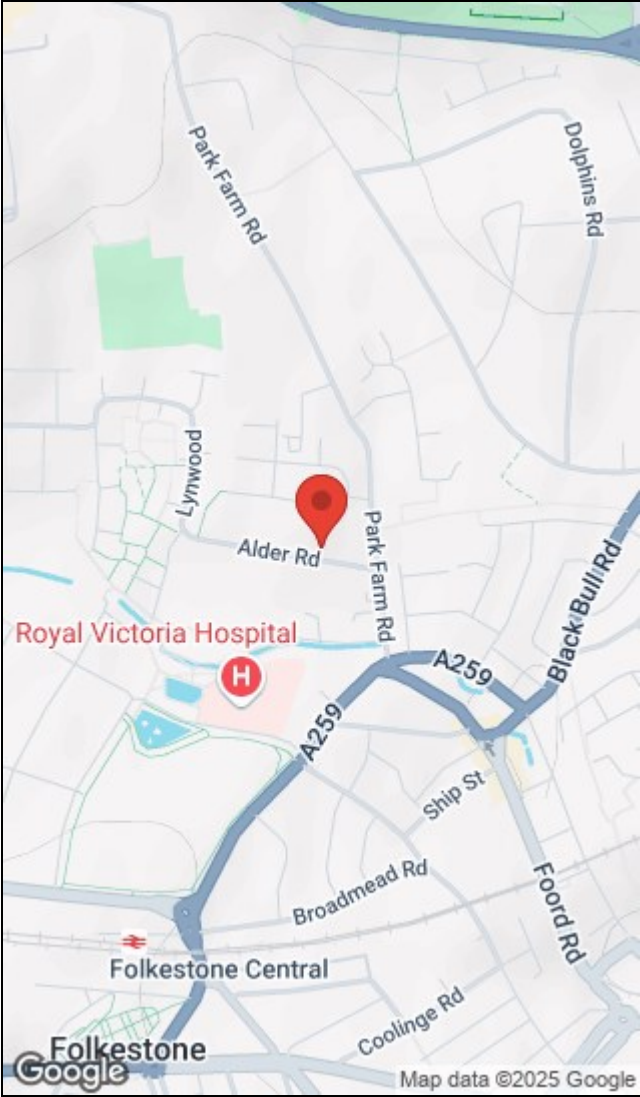 Park Farm Rd
Dolphins Rd
Lynwood
Alder Rd
Park Farm Rd
Black Bull Rd
Royal Victoria Hospital
H
A259
A259
Ship St
Broadmead Rd
Foord Rd
Folkestone Central
Coolinge Rd
Folkestone
Google
Map data ©2025 Google